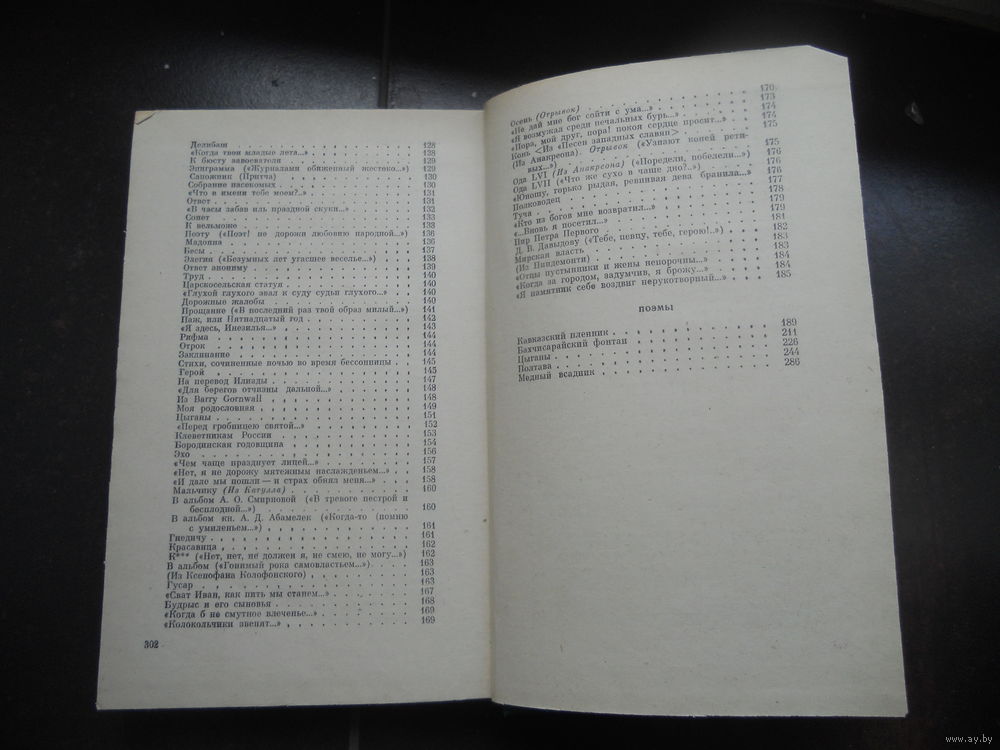 Делибаш 128
«Когда твои младые лета...» 128
К бюсту завоевателя 129
Эпиграмма («Журналами обиженный жестоко...») 129
Сапожник (Притча) 130
Собрание насекомых 130
«Что в имени тебе моем?..» 131
Ответ 131
«В часы забав иль праздной скуки...» 132
Сонет 132
К вельможе 133
Поэту («Поэт! не дорожи любовию народной...») 136
Мадонна 136
Бесы 137
Элегия («Безумных лет угасшее веселье...») 138
Ответ анониму 139
Труд 140
Царскосельская статуя 140
«Глухой глухого звал к суду судьи глухого...» 140
Дорожные жалобы 140
Прощание («В последний раз твой образ милый...») 141
Паж, или Пятнадцатый год 142
«Я здесь, Инезилья...» 143
Рифма 144
Отрок 144
Заклинание 144
Стихи, сочиненные ночью во время бессонницы 145
Герой 145
На перевод Илиады 147
«Для берегов отчизны дальной...» 148
Из Barry Cornwall 148
Моя родословная 149
Цыганы 151
«Перед гробницею святой...» 152
Клеветникам России 153
Бородинская годовщина 154
Эхо 156
«Чем чаще празднует лицей...» 157
«Нет, я не дорожу мятежным наслажденьем...» 158
«И дале мы пошли — и страх обнял меня...» 158
Мальчику (Из Катулла) 160
В альбом А. О. Смирновой («В тревоге пестрой и
бесплодной...») 160
В альбом кн. А. Д. Абамелек («Когда-то (помню
с умиленьем...») 161
Гнедичу 161
Красавица 162
К*** («Нет, нет, не должен я, не смею, не могу...») 162
В альбом («Гонимый рока самовластьем...») 163
(Из Ксенофана Колофонского) 163
Гусар 163
«Сват Иван, как пить мы станем...» 167
Будрыс и его сыновья 168
«Когда б не смутное влеченье...» 169
«Колокольчики звенят...» 169
302
Осень (Отрывок) 170
«Не дай мне бог сойти с ума...» 173
«Я возмужал среди печальных бурь...» 174
«Пора, мой друг, пора! покоя сердце просит...» 174
Конь <Из «Песен западных славян» 175
(Из Анакреона). Отрывок («Узнают коней рети-
вых...») 175
Ода LVI (Из Анакреона) («Поредели, побелели...») 176
Ода LVII («Что же сухо в чаше дно?..») 176
«Юношу, горько рыдая, ревнивая дева бранила...» 176
Полководец 177
Туча 178
«Кто из богов мне возвратил...» 179
«...Вновь я посетил...» 179
Пир Петра Первого 181
Д. В. Давыдову («Тебе, певцу, тебе, герою!..») 182
Мирская власть 183
(Из Пиндемонти) 183
«Отцы пустынники и жены непорочны...» 184
«Когда за городом, задумчив, я брожу...» 184
«Я памятник себе воздвиг нерукотворный...» 185
ПОЭМЫ
Кавказский пленник 189
Бахчисарайский фонтан 211
Цыганы 226
Полтава 244
Медный всадник 286
www.ay.by